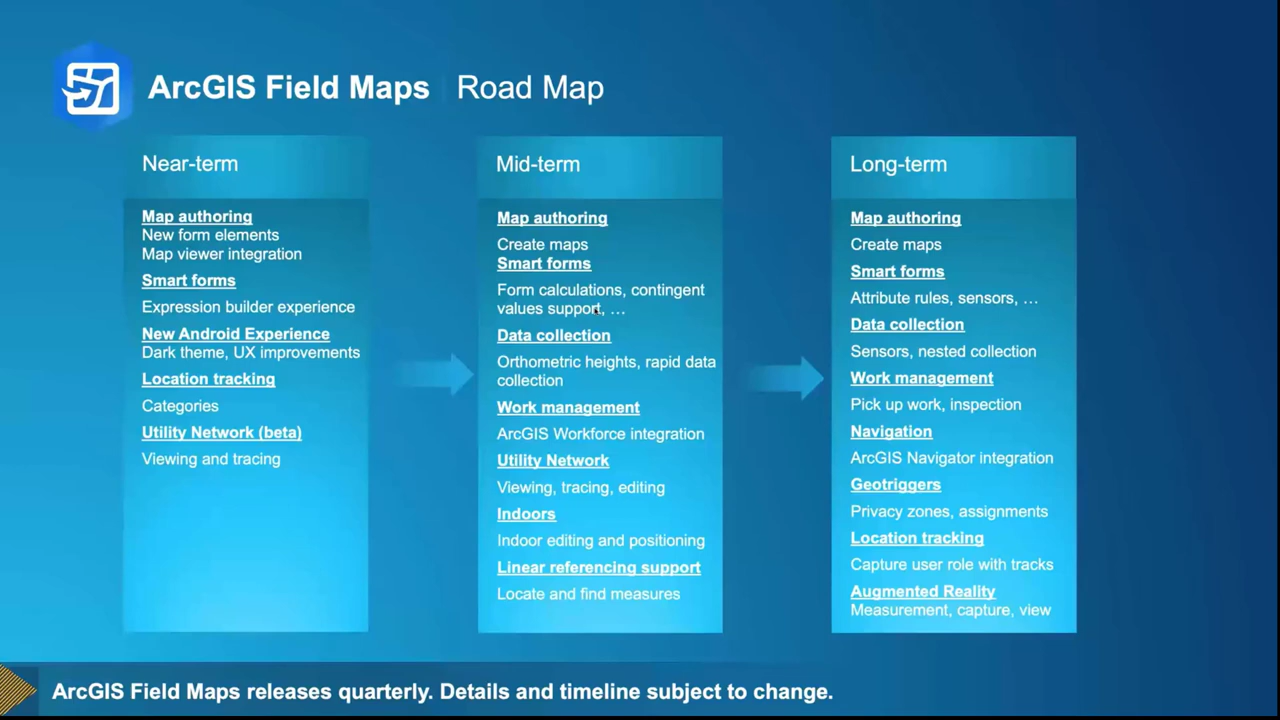 ArcGIS Field Maps Road Map
Near-term
Map authoring
New form elements
Map viewer integration
Smart forms
Expression builder experience
New Android Experience
Dark theme, UX improvements
Location tracking
Categories
Utility Network (beta)
Viewing and tracing
Mid-term
Map authoring
Create maps
Smart forms
Form calculations, contingent
values support, ...
Data collection
Orthometric heights, rapid data
collection
Work management
ArcGIS Workforce integration
Utility Network
Viewing, tracing, editing
Indoors
Indoor editing and positioning
Linear referencing support
Locate and find measures
Long-term
Map authoring
Create maps
Smart forms
Attribute rules, sensors, ...
Data collection
Sensors, nested collection
Work management
Pick up work, inspection
Navigation
ArcGIS Navigator integration
Geotriggers
Privacy zones, assignments
Location tracking
Capture user role with tracks
Augmented Reality
Measurement, capture, view
ArcGIS Field Maps releases quarterly. Details and timeline subject to change.